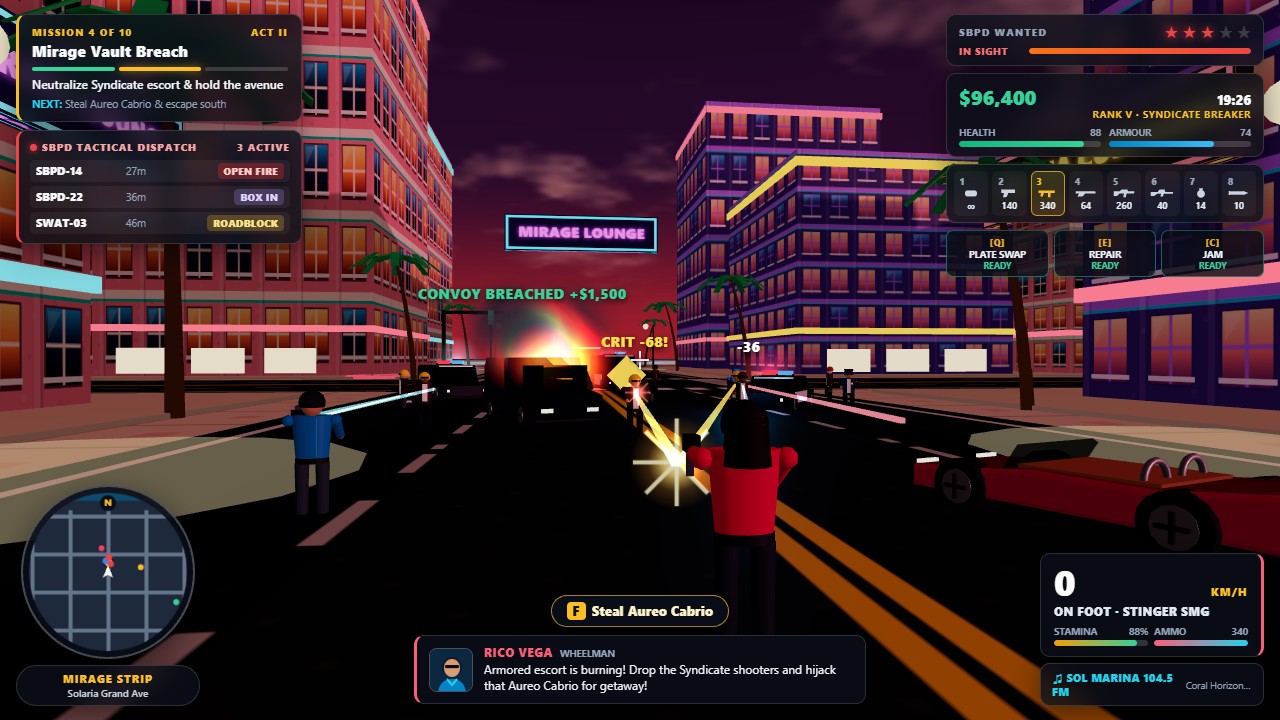 MISSION 4 OF 10 ACT II
Mirage Vault Breach
Neutralize Syndicate escort & hold the avenue
NEXT: Steal Aureo Cabrio & escape south
SBPD TACTICAL DISPATCH 3 ACTIVE
SBPD-14 27m OPEN FIRE
SBPD-22 36m BOX IN
SWAT-03 46m ROADBLOCK
SBPD WANTED ★★★★★
IN SIGHT
$96,400 19:26
RANK V · SYNDICATE BREAKER
HEALTH 88 ARMOUR 74
1 2 3 4 5 6 7 8
∞ 140 340 64 260 40 14 10
[Q] [E] [C]
PLATE SWAP REPAIR JAM
READY READY READY
MIRAGE LOUNGE
CONVOY BREACHED +$1,500
CRIT -68!
-36
N
MIRAGE STRIP
Solaria Grand Ave
F Steal Aureo Cabrio
RICO VEGA WHEELMAN
Armored escort is burning! Drop the Syndicate shooters and hijack
that Aureo Cabrio for getaway!
0 KM/H
ON FOOT · STINGER SMG
STAMINA 88% AMMO 340
♫ SOL MARINA 104.5
FM
Coral Horizon...